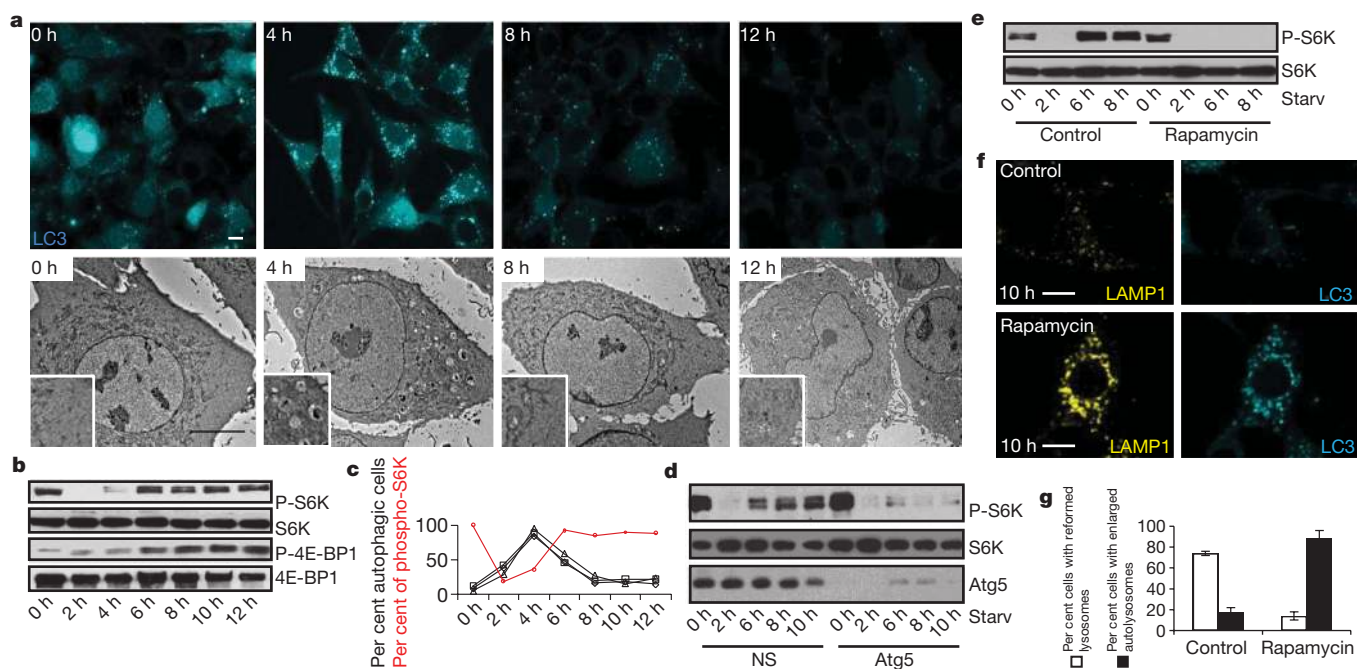 a
0 h
4 h
8 h
12 h
LC3
0 h
4 h
8 h
12 h
b
P-S6K
S6K
P-4E-BP1
4E-BP1
0 h 2 h 4 h 6 h 8 h 10 h 12 h
c
Per cent autophagic cells
Per cent of phospho-S6K
100
50
0
0 h 2 h 4 h 6 h 8 h 10 h 12 h
d
P-S6K
S6K
Atg5
0 h 2 h 6 h 8 h 10 h 0 h 2 h 6 h 8 h 10 h
Starv
NS
Atg5
e
P-S6K
S6K
0 h 2 h 6 h 8 h 0 h 2 h 6 h 8 h
Starv
Control
Rapamycin
f
Control
10 h
LAMP1
LC3
Rapamycin
10 h
LAMP1
LC3
g
Per cent cells with reformed
lysosomes
Per cent cells with enlarged
autolysosomes
100
80
60
40
20
Control
Rapamycin